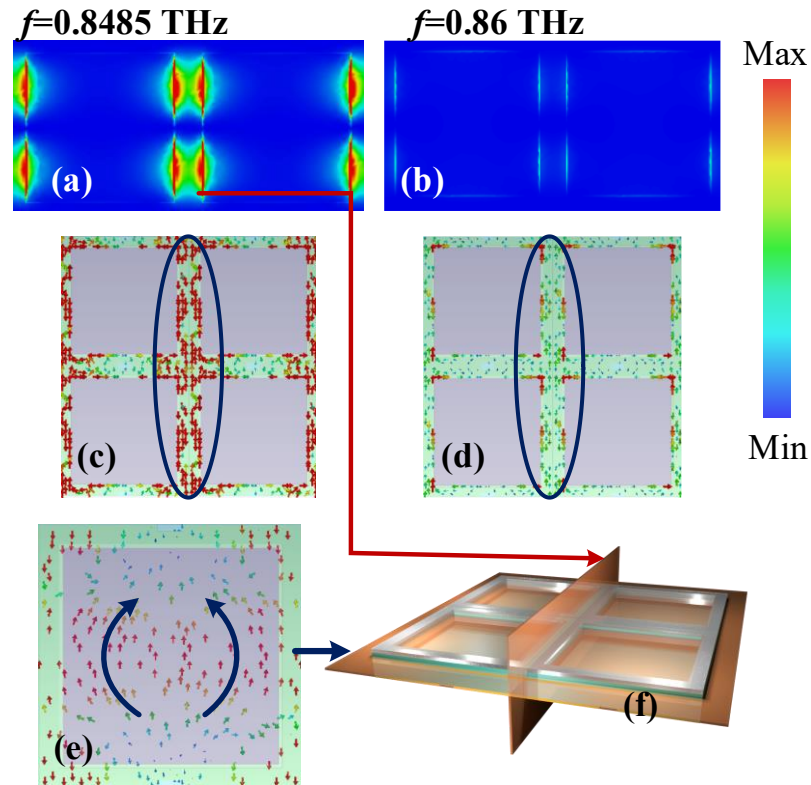 f=0.8485 THz
f=0.86 THz
Max
(a)
(b)
(c)
(d)
Min
(e)
(f)